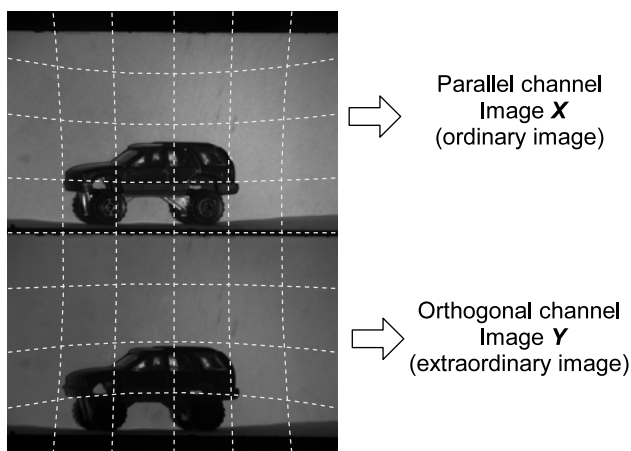 Parallel channel
Image X
(ordinary image)
Orthogonal channel
Image Y
(extraordinary image)